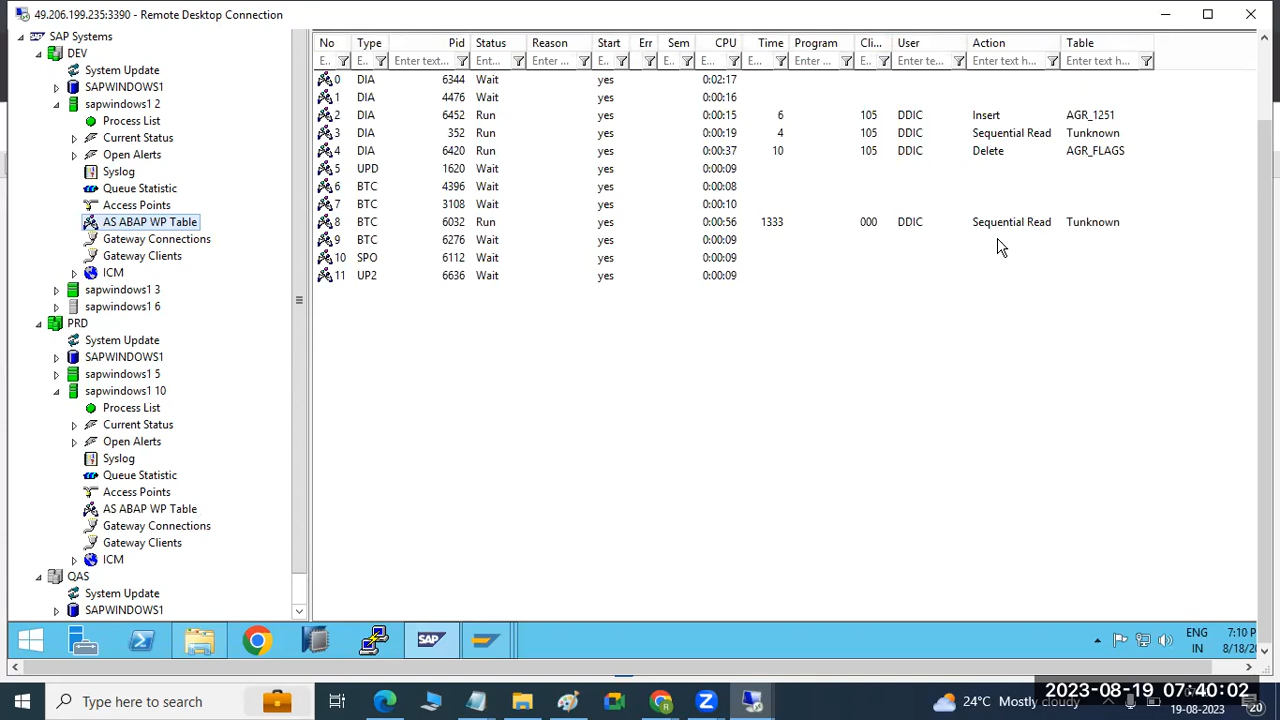 49.206.199.235:3390 - Remote Desktop Connection
SAP Systems
DEV
System Update
SAPWINDOWS1
sapwindows1 2
Process List
Current Status
Open Alerts
Syslog
Queue Statistic
Access Points
AS ABAP WP Table
Gateway Connections
Gateway Clients
ICM
sapwindows1 3
sapwindows1 6
PRD
System Update
SAPWINDOWS1
sapwindows1 5
sapwindows1 10
Process List
Current Status
Open Alerts
Syslog
Queue Statistic
Access Points
AS ABAP WP Table
Gateway Connections
Gateway Clients
ICM
QAS
System Update
SAPWINDOWS1
No Type Pid Status Reason Start Err Sem CPU Time Program Cli... User Action Table
E.. E.. Enter text... Ent... Enter ... E.. E.. E.. E... E... Enter... E.. Enter te... Enter text h... Enter text h...
0 DIA 6344 Wait yes 0:02:17
1 DIA 4476 Wait yes 0:00:16
2 DIA 6452 Run yes 0:00:15 6 105 DDIC Insert AGR_1251
3 DIA 352 Run yes 0:00:19 4 105 DDIC Sequential Read Tunknown
4 DIA 6420 Run yes 0:00:37 10 105 DDIC Delete AGR_FLAGS
5 UPD 1620 Wait yes 0:00:09
6 BTC 4396 Wait yes 0:00:08
7 BTC 3108 Wait yes 0:00:10
8 BTC 6032 Run yes 0:00:56 1333 000 DDIC Sequential Read Tunknown
9 BTC 6276 Wait yes 0:00:09
10 SPO 6112 Wait yes 0:00:09
11 UP2 6636 Wait yes 0:00:09
SAP
ENG
IN
7:10 P
8/18/20
Type here to search
24°C Mostly cloudy
2023-08-19 07:40:02
19-08-2023
20